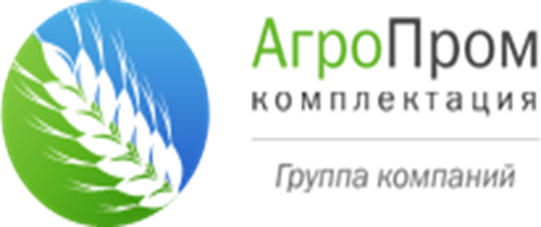 АгроПром
комплектация
Группа компаний